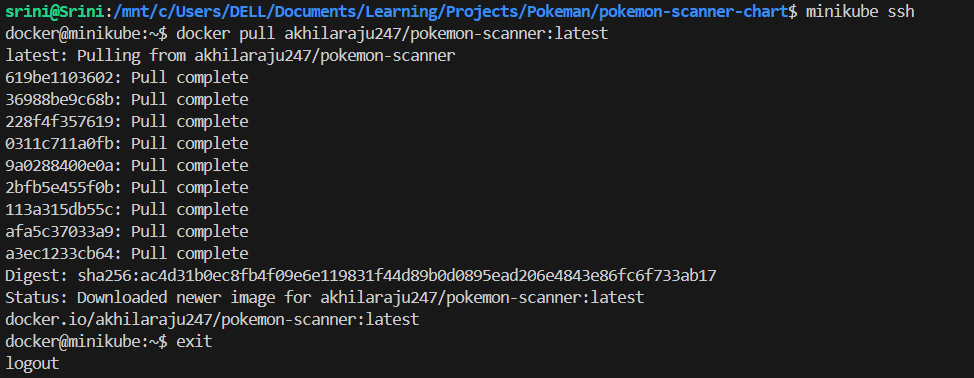 srini@Srini:/mnt/c/Users/DELL/Documents/Learning/Projects/Pokeman/pokemon-scanner-chart$ minikube ssh
docker@minikube:~$ docker pull akhilaraju247/pokemon-scanner:latest
latest: Pulling from akhilaraju247/pokemon-scanner
619be1103602: Pull complete
36988be9c68b: Pull complete
228f4f357619: Pull complete
0311c711a0fb: Pull complete
9a0288400e0a: Pull complete
2bfb5e455f0b: Pull complete
113a315db55c: Pull complete
afa5c37033a9: Pull complete
a3ec1233cb64: Pull complete
Digest: sha256:ac4d31b0ec8fb4f09e6e119831f44d89b0d0895ead206e4843e86fc6f733ab17
Status: Downloaded newer image for akhilaraju247/pokemon-scanner:latest
docker.io/akhilaraju247/pokemon-scanner:latest
docker@minikube:~$ exit
logout